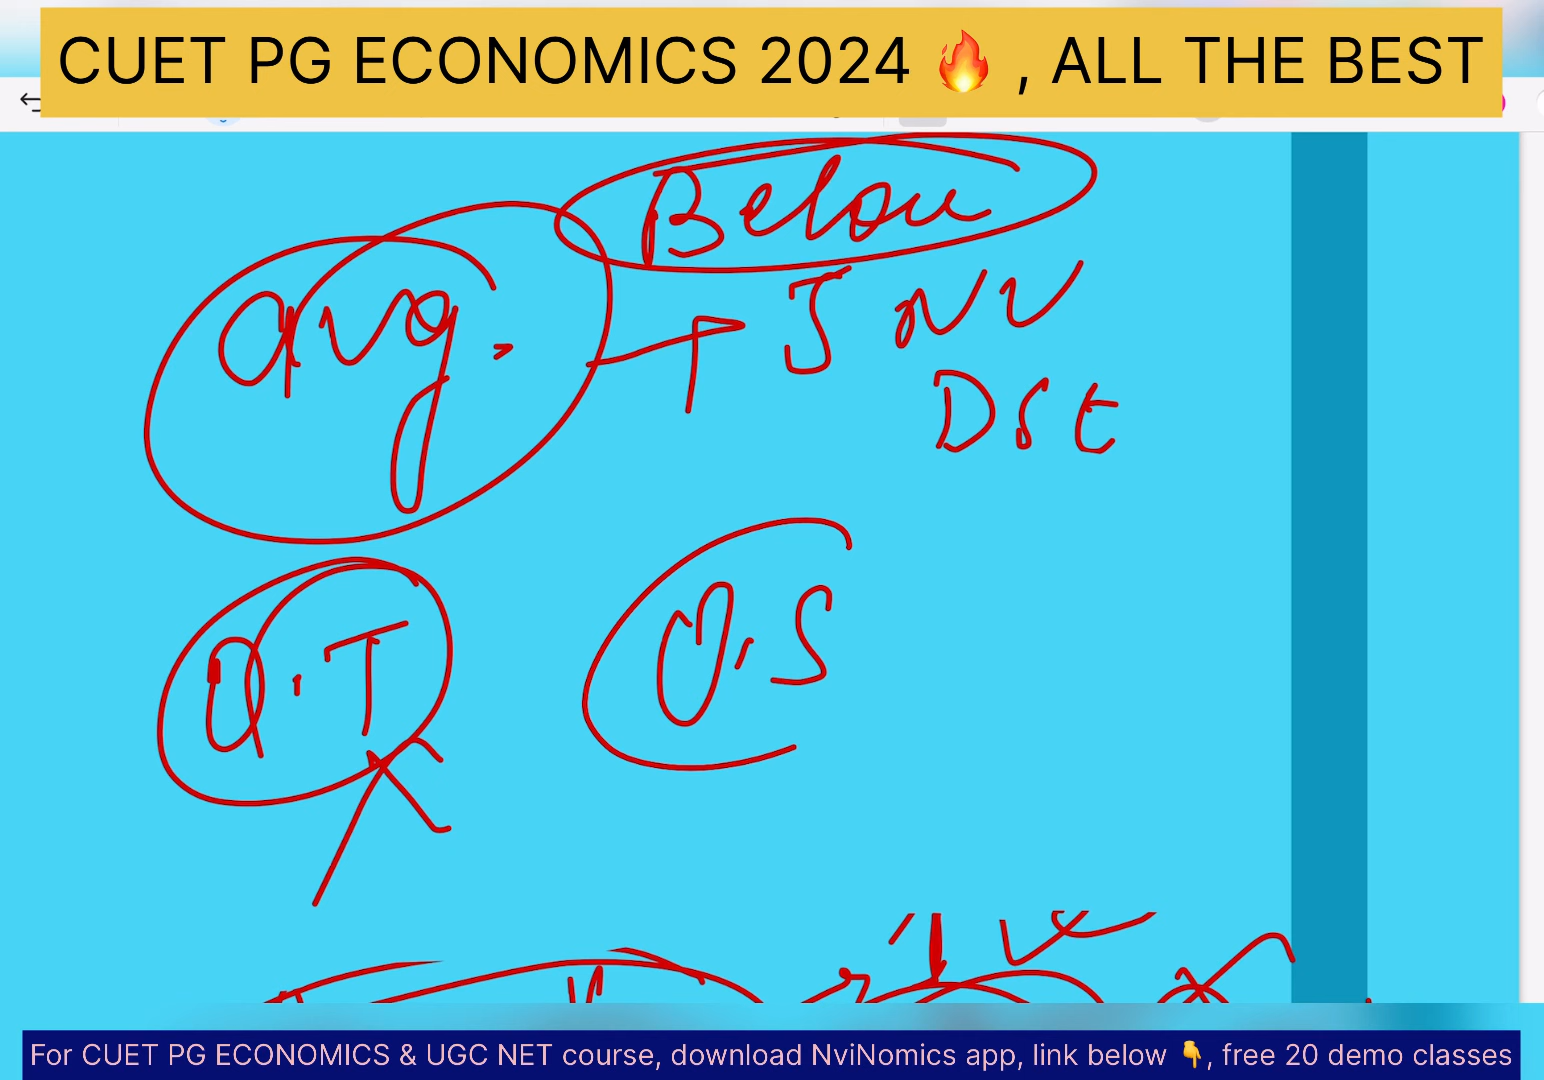 CUET PG ECONOMICS 2024 🔥 , ALL THE BEST
Below
avg.
JNU
DSE
Q.T
O.S
For CUET PG ECONOMICS & UGC NET course, download NviNomics app, link below 👇, free 20 demo classes